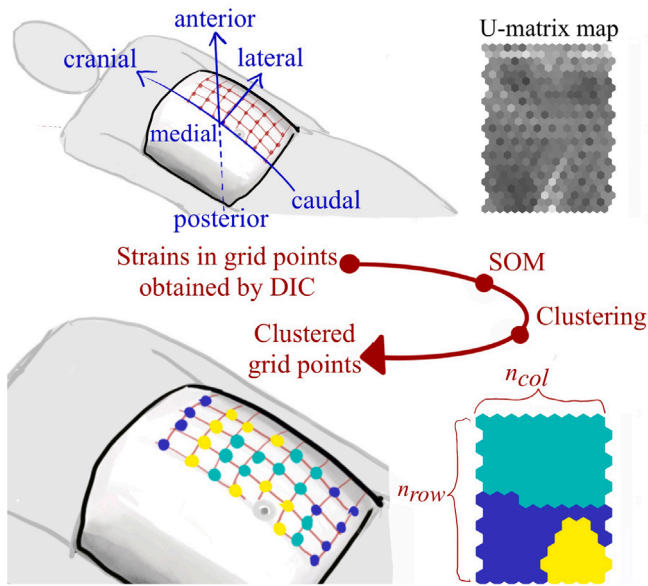 anterior
cranial
lateral
medial
caudal
posterior
U-matrix map
Strains in grid points
obtained by DIC
SOM
Clustering
Clustered
grid points
n_col
n_row